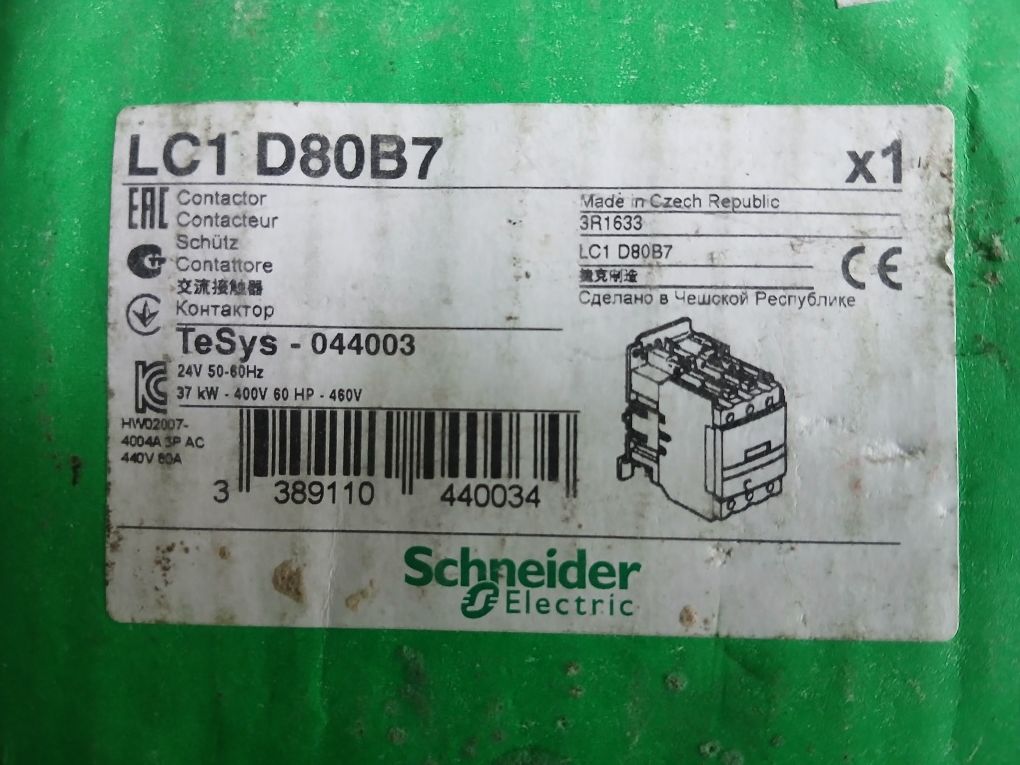 LC1 D80B7 x1
EAC
Contactor
Contacteur
Schütz
Contattore
交流接触器
Контактор
Made in Czech Republic
3R1633
LC1 D80B7
捷克制造
Сделано в Чешской Республике
CE
TeSys - 044003
24V 50-60Hz
37 kW - 400V 60 HP - 460V
HW02007-
4004A 3P AC
440V 80A
3 389110 440034
Schneider
Electric